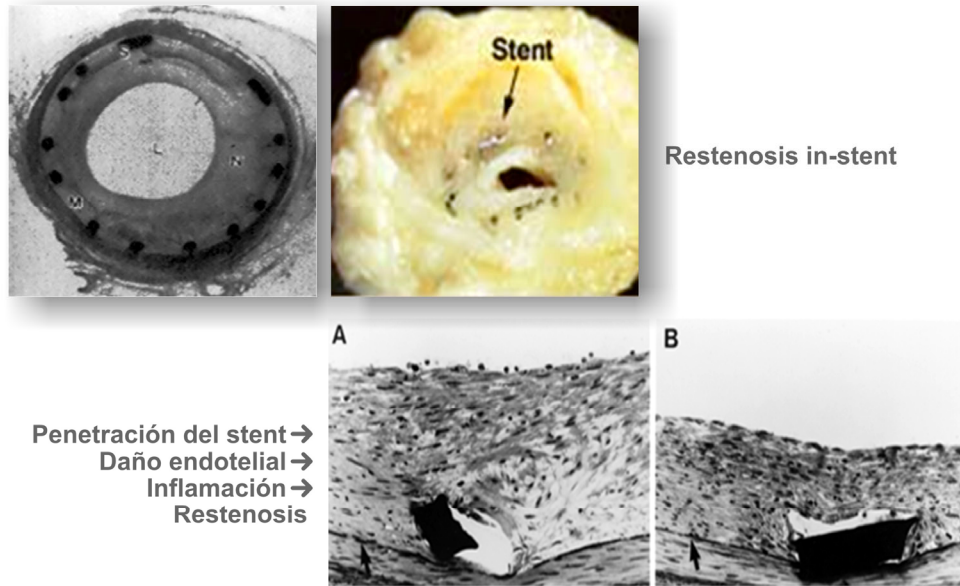 S
L
N
M
Stent
Restenosis in-stent
A
B
Penetración del stent →
Daño endotelial →
Inflamación →
Restenosis